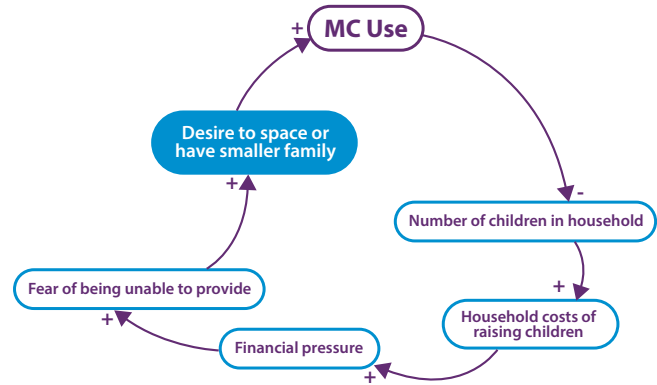 +
MC Use
Desire to space or
have smaller family
+
-
Number of children in household
Fear of being unable to provide
+
+
Household costs of
raising children
Financial pressure
+